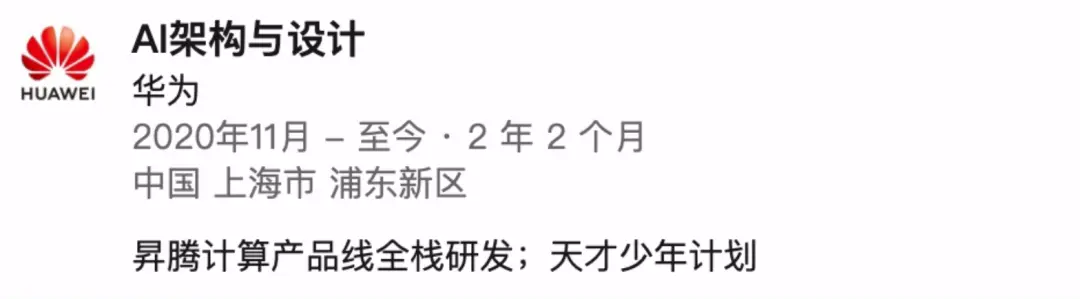 AI架构与设计
HUAWEI
华为
2020年11月 – 至今 · 2 年 2 个月
中国 上海市 浦东新区
昇腾计算产品线全栈研发；天才少年计划